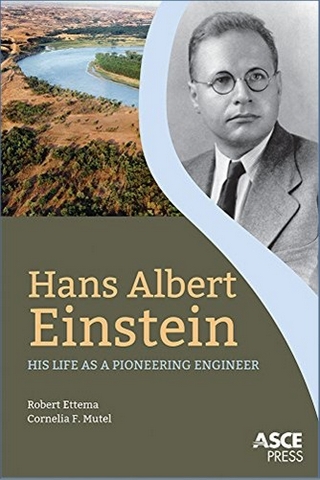 Hans Albert
Einstein
HIS LIFE AS A PIONEERING ENGINEER
Robert Ettema
Cornelia F. Mutel
ASCE
PRESS